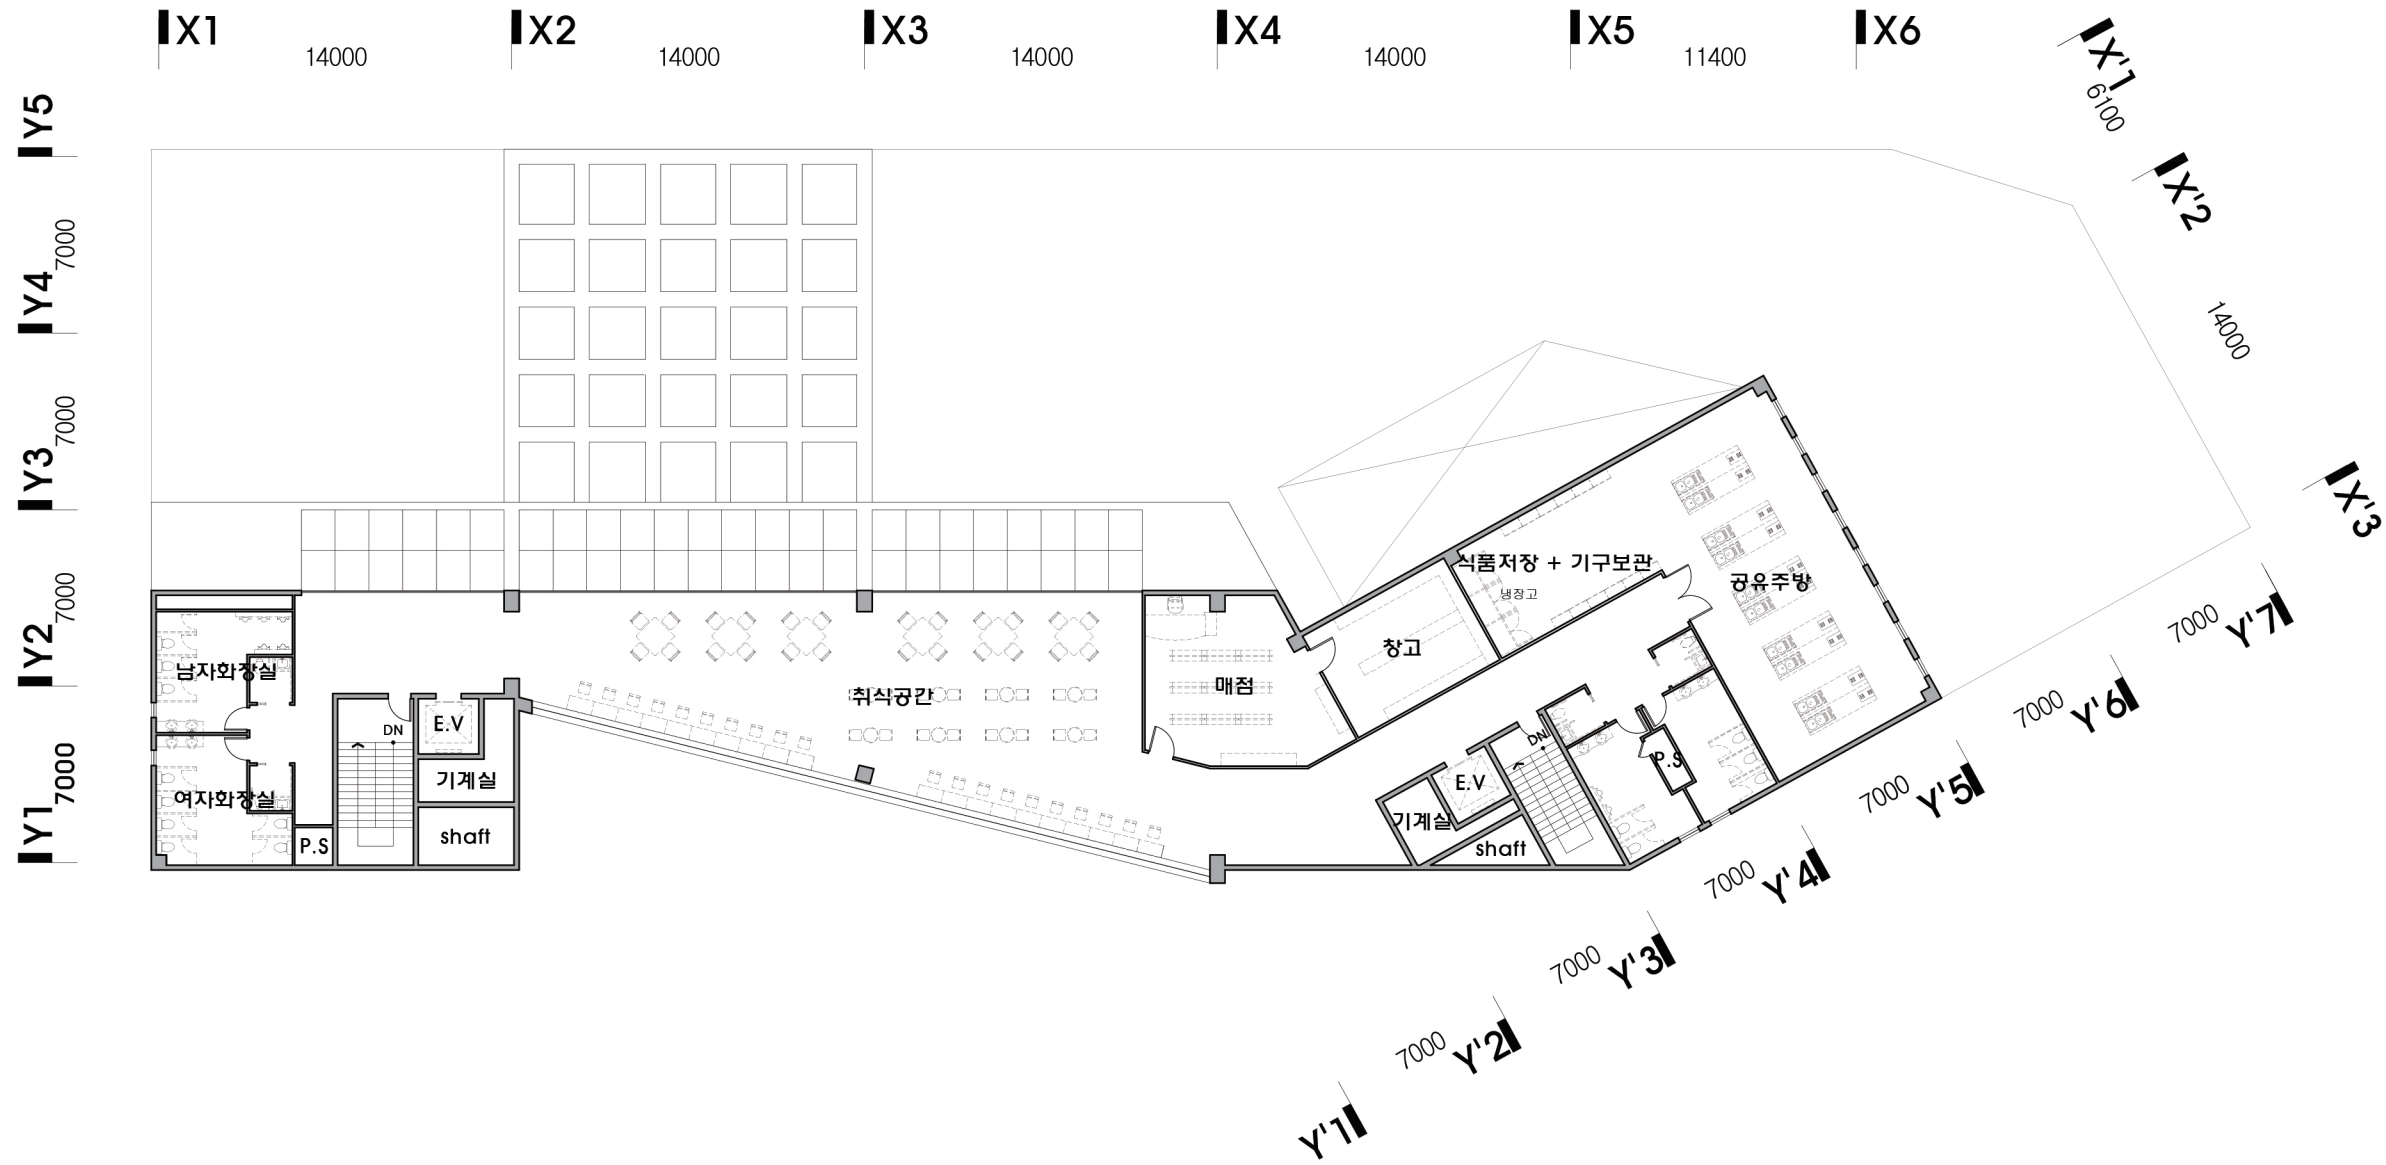 X1
X2
X3
X4
X5
X6
14000
14000
14000
14000
11400
X'1
6100
X'2
14000
X'3
Y5
7000
Y4
7000
Y3
7000
Y2
7000
Y1
식품저장 + 기구보관
냉장고
공유주방
창고
매점
취식공간
남자화장실
여자화장실
DN
E.V
기계실
shaft
P.S
DN
E.V
기계실
shaft
P.S
7000
Y'7
7000
Y'6
7000
Y'5
7000
Y'4
7000
Y'3
7000
Y'2
Y'1